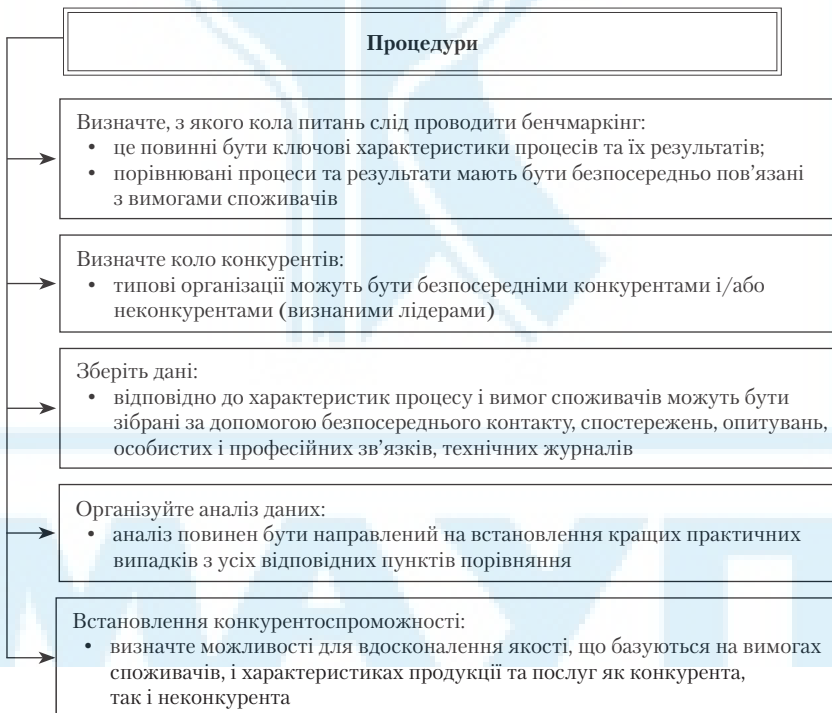 Процедури
Визначте, з якого кола питань слід проводити бенчмаркінг:
• це повинні бути ключові характеристики процесів та їх результатів;
• порівнювані процеси та результати мають бути безпосередньо пов’язані
з вимогами споживачів
Визначте коло конкурентів:
• типові організації можуть бути безпосередніми конкурентами і/або
неконкурентами (визнаними лідерами)
Зберіть дані:
• відповідно до характеристик процесу і вимог споживачів можуть бути
зібрані за допомогою безпосереднього контакту, спостережень, опитувань,
особистих і професійних зв’язків, технічних журналів
Організуйте аналіз даних:
• аналіз повинен бути направлений на встановлення кращих практичних
випадків з усіх відповідних пунктів порівняння
Встановлення конкурентоспроможності:
• визначте можливості для вдосконалення якості, що базуються на вимогах
споживачів, і характеристиках продукції та послуг як конкурента,
так і неконкурента
МАУП